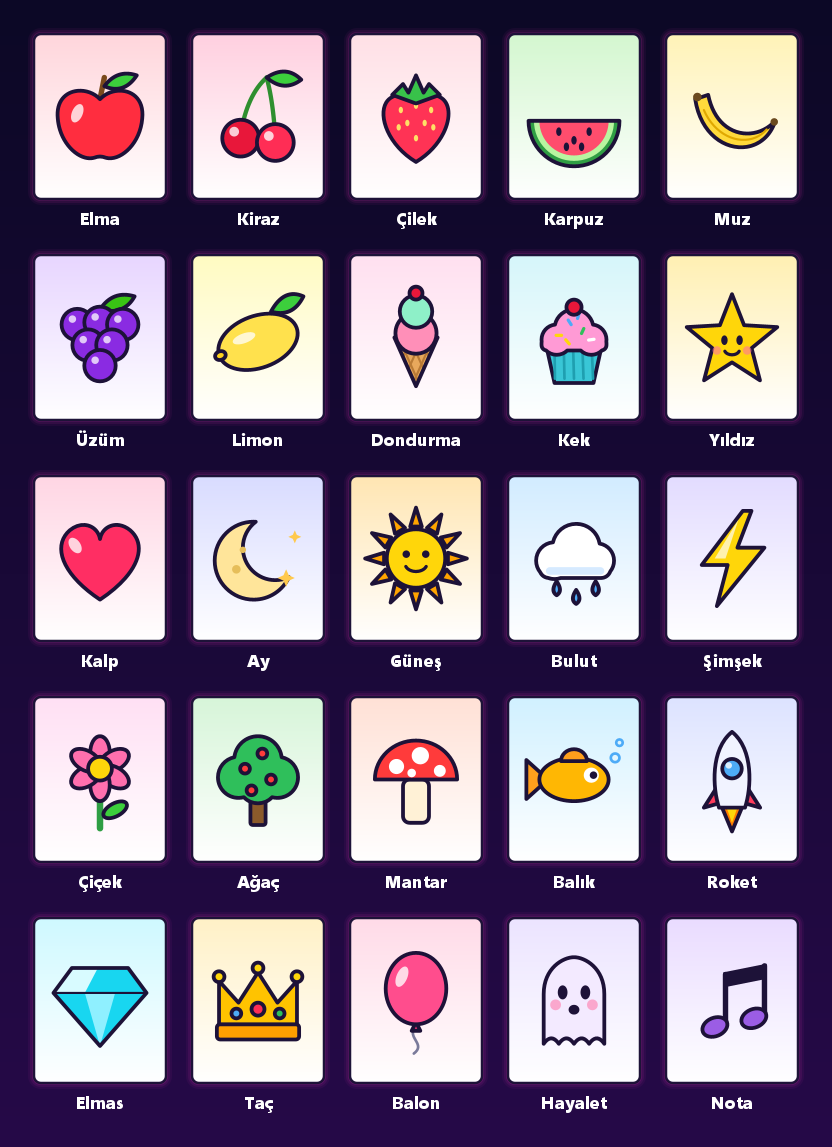 Elma
Kiraz
Çilek
Karpuz
Muz
Üzüm
Limon
Dondurma
Kek
Yıldız
Kalp
Ay
Güneş
Bulut
Şimşek
Çiçek
Ağaç
Mantar
Balık
Roket
Elmas
Taç
Balon
Hayalet
Nota